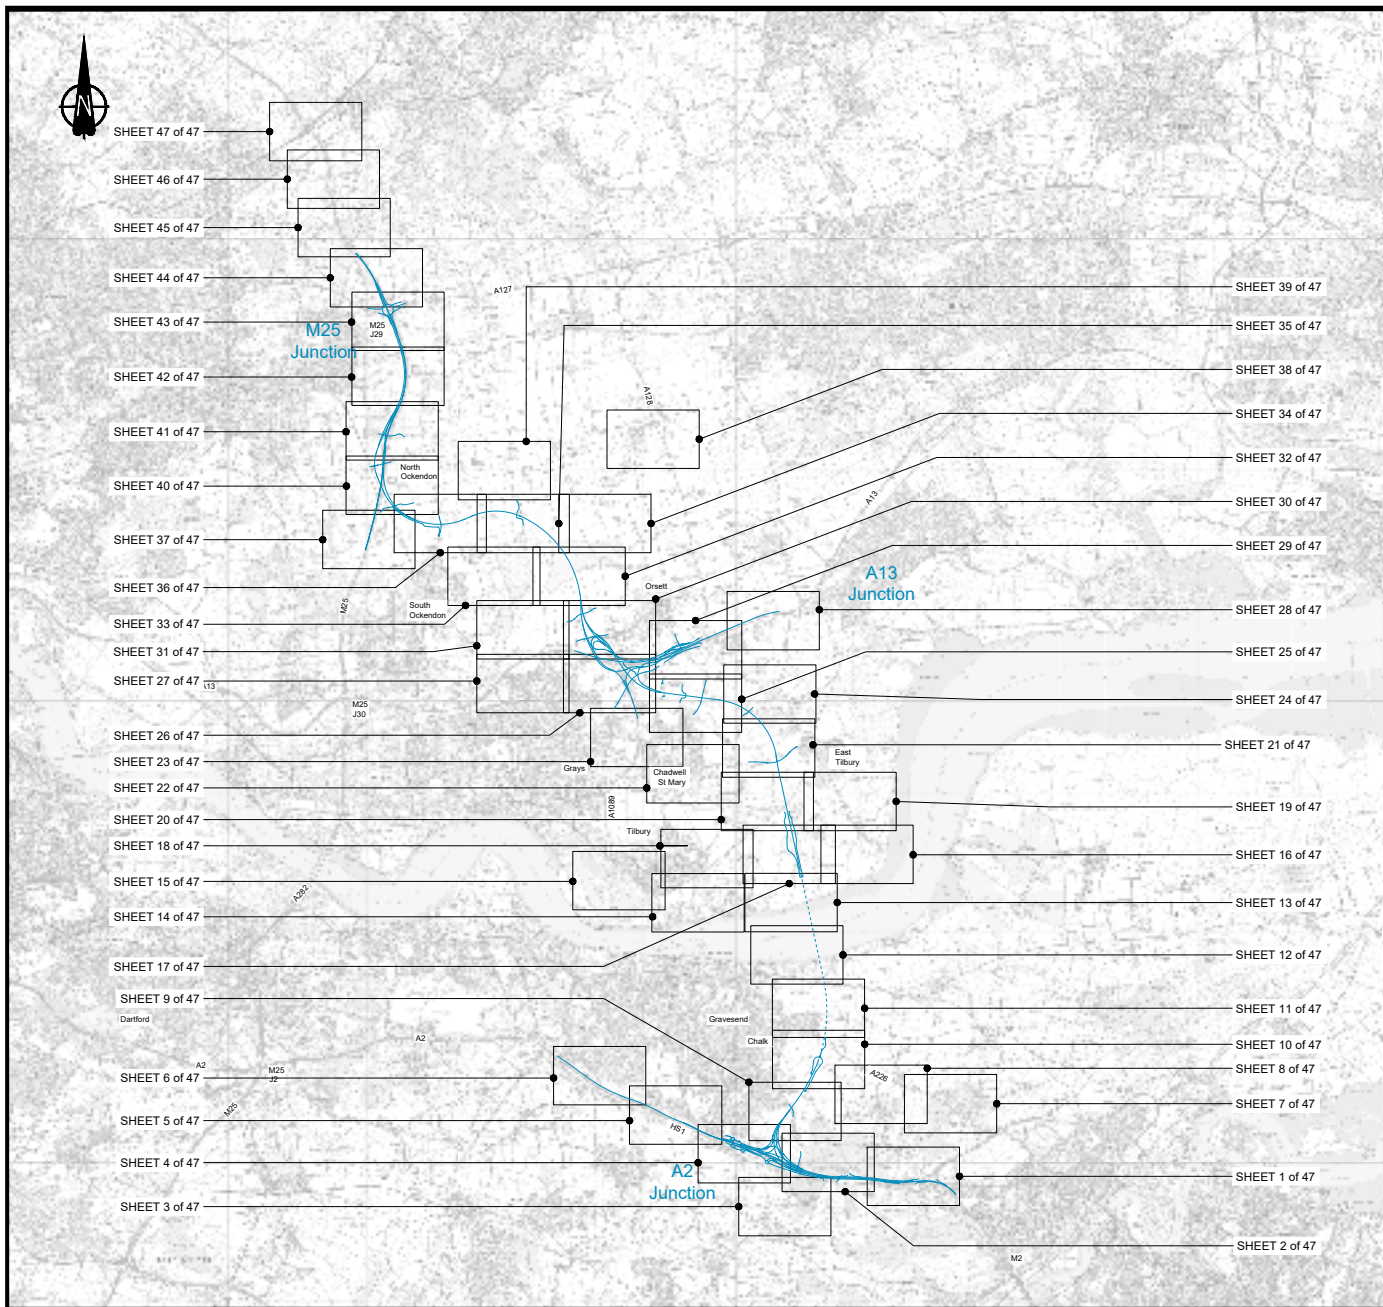 N
SHEET 47 of 47
SHEET 46 of 47
SHEET 45 of 47
SHEET 44 of 47
SHEET 43 of 47
SHEET 42 of 47
SHEET 41 of 47
SHEET 40 of 47
SHEET 37 of 47
SHEET 36 of 47
SHEET 33 of 47
SHEET 31 of 47
SHEET 27 of 47
SHEET 26 of 47
SHEET 23 of 47
SHEET 22 of 47
SHEET 20 of 47
SHEET 18 of 47
SHEET 15 of 47
SHEET 14 of 47
SHEET 17 of 47
SHEET 9 of 47
SHEET 6 of 47
SHEET 5 of 47
SHEET 4 of 47
SHEET 3 of 47
SHEET 39 of 47
SHEET 35 of 47
SHEET 38 of 47
SHEET 34 of 47
SHEET 32 of 47
SHEET 30 of 47
SHEET 29 of 47
SHEET 28 of 47
SHEET 25 of 47
SHEET 24 of 47
SHEET 21 of 47
SHEET 19 of 47
SHEET 16 of 47
SHEET 13 of 47
SHEET 12 of 47
SHEET 11 of 47
SHEET 10 of 47
SHEET 8 of 47
SHEET 7 of 47
SHEET 1 of 47
SHEET 2 of 47
M25
Junction
M25
J29
A127
A128
North
Ockendon
A13
A13
Junction
Orsett
South
Ockendon
M25
A13
M25
J30
Grays
Chadwell
St Mary
East
Tilbury
A1089
Tilbury
A282
Dartford
A2
A2
M25
J2
M25
Gravesend
Chalk
A226
HS1
A2
Junction
M2